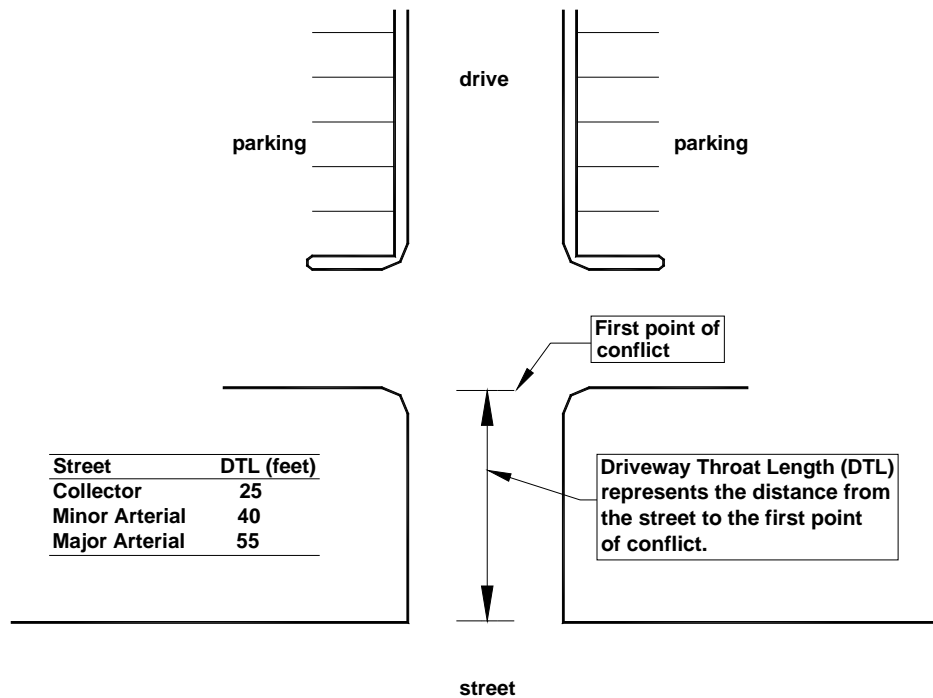 drive
parking
parking
First point of
conflict
Street DTL (feet)
Collector 25
Minor Arterial 40
Major Arterial 55
Driveway Throat Length (DTL)
represents the distance from
the street to the first point
of conflict.
street